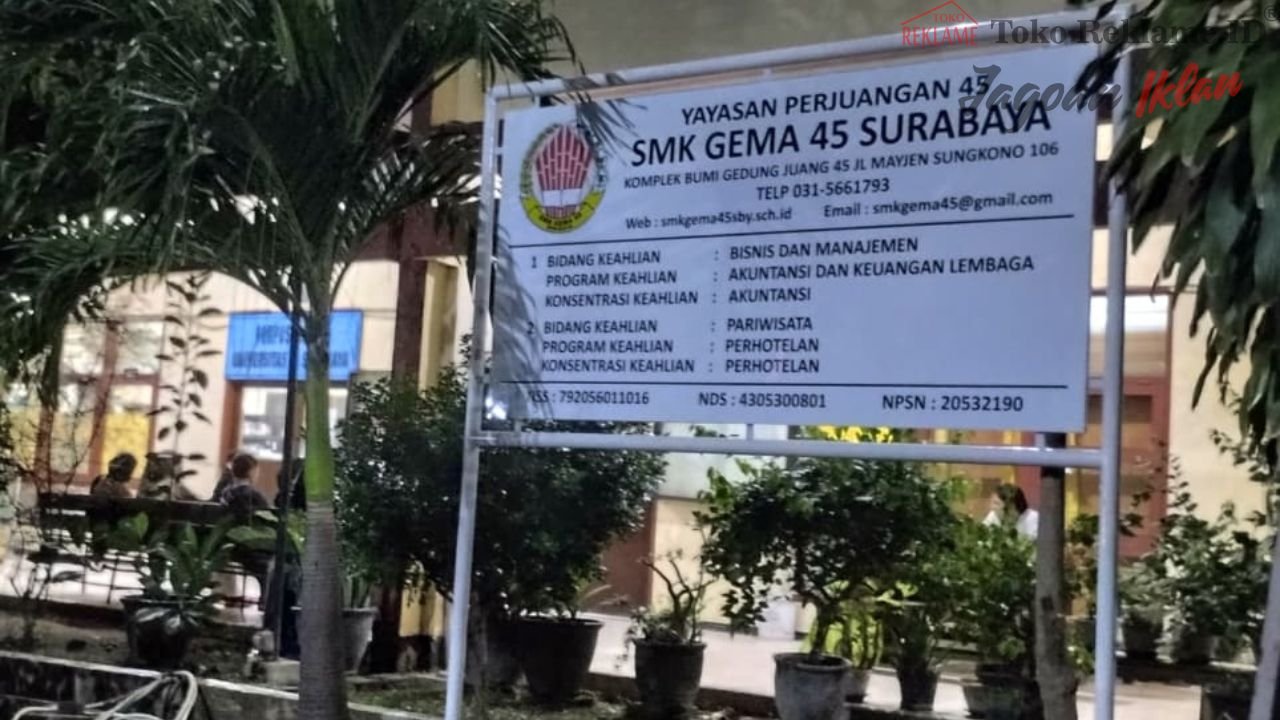 TOKO
REKLAME
Toko Reklame.ID®
Jagoan Iklan
YAYASAN PERJUANGAN 45
SMK GEMA 45 SURABAYA
KOMPLEK BUMI GEDUNG JUANG 45 JL MAYJEN SUNGKONO 106
TELP 031-5661793
Web : smkgema45sby.sch.id Email : smkgema45@gmail.com
1 BIDANG KEAHLIAN : BISNIS DAN MANAJEMEN
PROGRAM KEAHLIAN : AKUNTANSI DAN KEUANGAN LEMBAGA
KONSENTRASI KEAHLIAN : AKUNTANSI
2 BIDANG KEAHLIAN : PARIWISATA
PROGRAM KEAHLIAN : PERHOTELAN
KONSENTRASI KEAHLIAN : PERHOTELAN
NSS : 792056011016 NDS : 4305300801 NPSN : 20532190